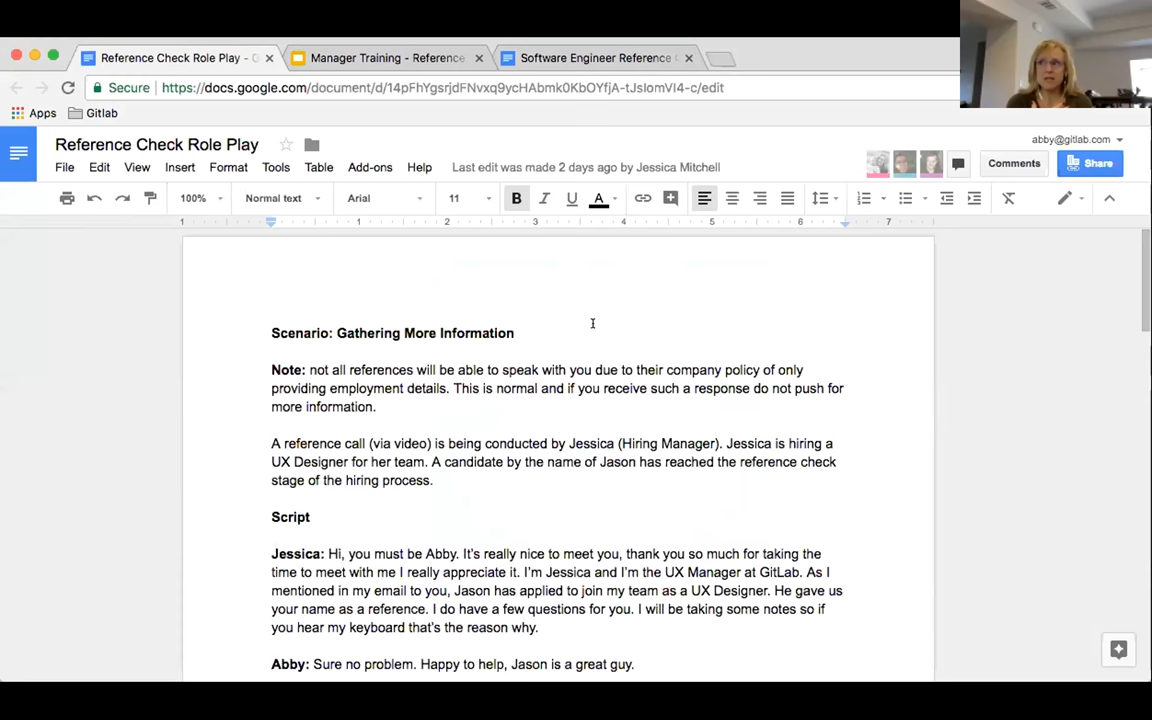 Reference Check Role Play -
Manager Training - Reference
Software Engineer Reference
Secure
https://docs.google.com/document/d/14pFhYgsrjdFNvxq9ycHAbmk0KbOYfjA-tJsIomVI4-c/edit
Apps
Gitlab
Reference Check Role Play
abby@gitlab.com
File Edit View Insert Format Tools Table Add-ons Help
Last edit was made 2 days ago by Jessica Mitchell
Comments
Share
100% Normal text Arial 11 B I U A
1 1 2 3 4 5 6 7
Scenario: Gathering More Information
Note: not all references will be able to speak with you due to their company policy of only
providing employment details. This is normal and if you receive such a response do not push for
more information.
A reference call (via video) is being conducted by Jessica (Hiring Manager). Jessica is hiring a
UX Designer for her team. A candidate by the name of Jason has reached the reference check
stage of the hiring process.
Script
Jessica: Hi, you must be Abby. It's really nice to meet you, thank you so much for taking the
time to meet with me I really appreciate it. I'm Jessica and I'm the UX Manager at GitLab. As I
mentioned in my email to you, Jason has applied to join my team as a UX Designer. He gave us
your name as a reference. I do have a few questions for you. I will be taking some notes so if
you hear my keyboard that's the reason why.
Abby: Sure no problem. Happy to help, Jason is a great guy.